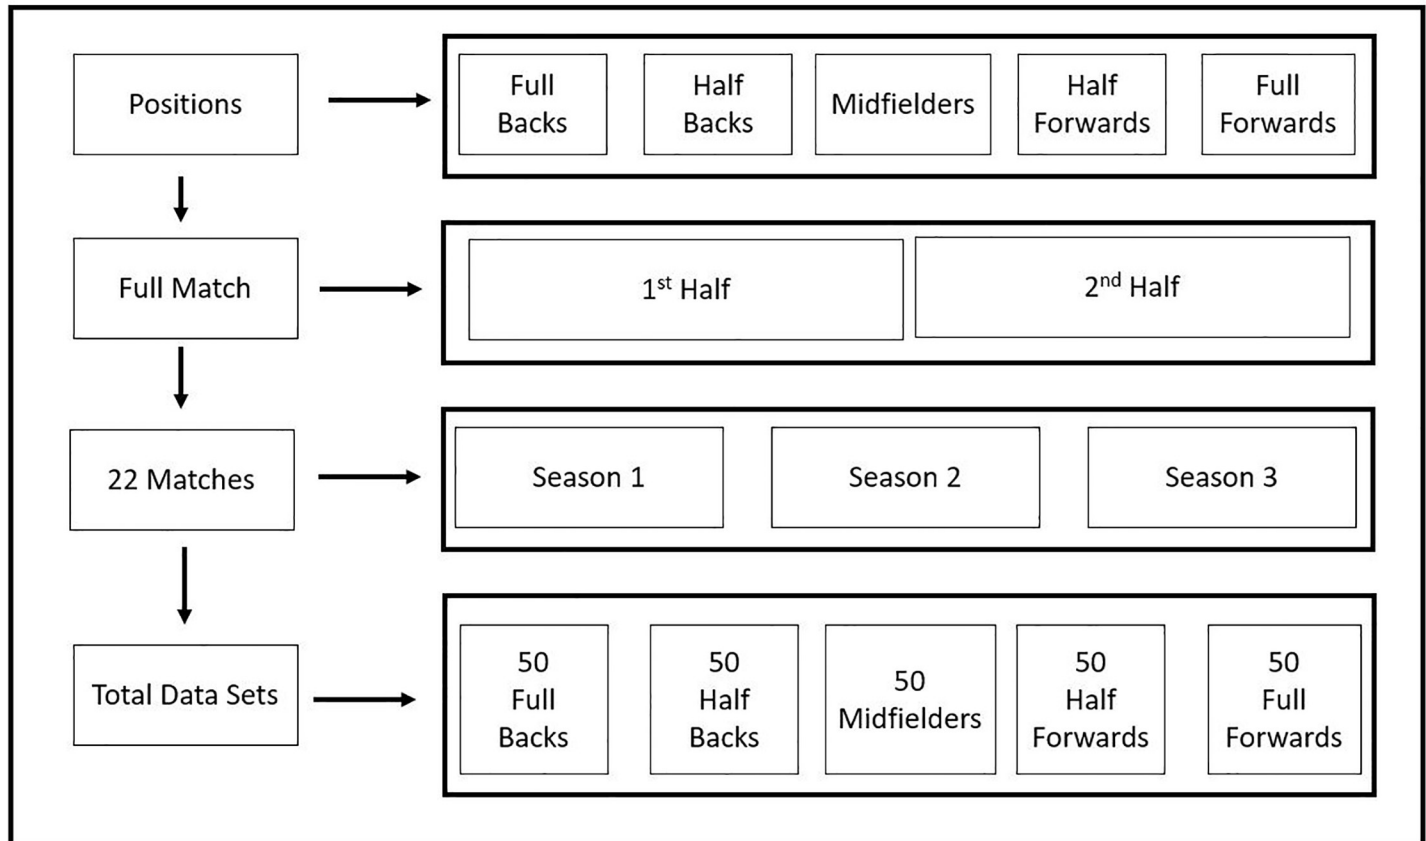 Positions
Full
Backs
Half
Backs
Midfielders
Half
Forwards
Full
Forwards
Full Match
1st Half
2nd Half
22 Matches
Season 1
Season 2
Season 3
Total Data Sets
50
Full
Backs
50
Half
Backs
50
Midfielders
50
Half
Forwards
50
Full
Forwards